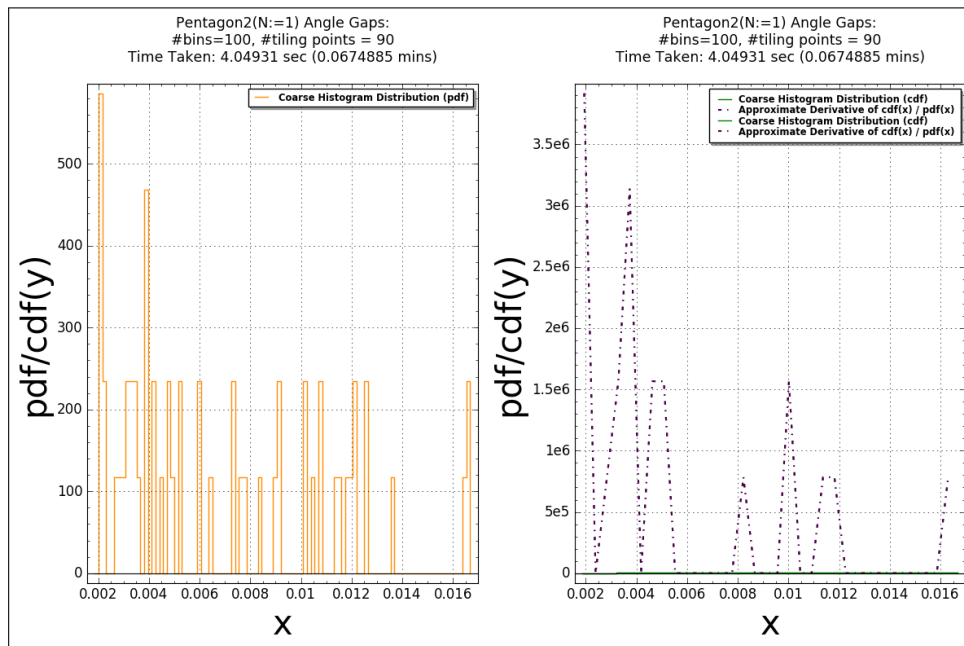 Pentagon2(N:=1) Angle Gaps:
#bins=100, #tiling points = 90
Time Taken: 4.04931 sec (0.0674885 mins)
Coarse Histogram Distribution (pdf)
pdf/cdf(y)
500
400
300
200
100
0
0.002 0.004 0.006 0.008 0.010 0.012 0.014 0.016
x
Pentagon2(N:=1) Angle Gaps:
#bins=100, #tiling points = 90
Time Taken: 4.04931 sec (0.0674885 mins)
Coarse Histogram Distribution (cdf)
Approximate Derivative of cdf(x) / pdf(x)
Coarse Histogram Distribution (cdf)
Approximate Derivative of cdf(x) / pdf(x)
pdf/cdf(y)
3.5e6
3e6
2.5e6
2e6
1.5e6
1e6
5e5
0
0.002 0.004 0.006 0.008 0.010 0.012 0.014 0.016
x